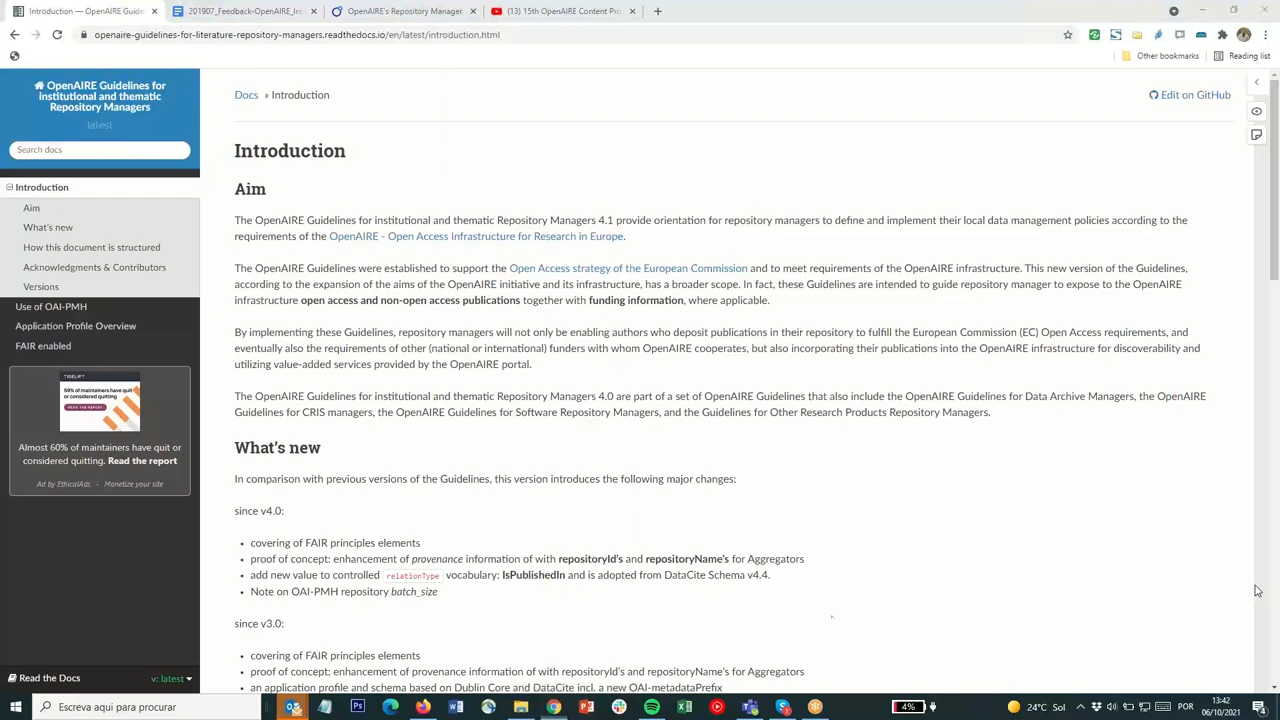 Introduction — OpenAIRE Guide
201907_Feedback-OpenAIRE_In
OpenAIRE's Repository Manager
(13) 15th OpenAIRE Content Pro
openaire-guidelines-for-literature-repository-managers.readthedocs.io/en/latest/introduction.html
Other bookmarks
Reading list
OpenAIRE Guidelines for
institutional and thematic
Repository Managers
latest
Search docs
Introduction
Aim
What's new
How this document is structured
Acknowledgments & Contributors
Versions
Use of OAI-PMH
Application Profile Overview
FAIR enabled
TIDELIFT
59% of maintainers have quit
or considered quitting
READ THE REPORT
Almost 60% of maintainers have quit or
considered quitting. Read the report
Ad by EthicalAds · Monetize your site
Read the Docs
v: latest
Docs » Introduction
Edit on GitHub
Introduction
Aim
The OpenAIRE Guidelines for institutional and thematic Repository Managers 4.1 provide orientation for repository managers to define and implement their local data management policies according to the
requirements of the OpenAIRE - Open Access Infrastructure for Research in Europe.
The OpenAIRE Guidelines were established to support the Open Access strategy of the European Commission and to meet requirements of the OpenAIRE infrastructure. This new version of the Guidelines,
according to the expansion of the aims of the OpenAIRE initiative and its infrastructure, has a broader scope. In fact, these Guidelines are intended to guide repository manager to expose to the OpenAIRE
infrastructure open access and non-open access publications together with funding information, where applicable.
By implementing these Guidelines, repository managers will not only be enabling authors who deposit publications in their repository to fulfill the European Commission (EC) Open Access requirements, and
eventually also the requirements of other (national or international) funders with whom OpenAIRE cooperates, but also incorporating their publications into the OpenAIRE infrastructure for discoverability and
utilizing value-added services provided by the OpenAIRE portal.
The OpenAIRE Guidelines for institutional and thematic Repository Managers 4.0 are part of a set of OpenAIRE Guidelines that also include the OpenAIRE Guidelines for Data Archive Managers, the OpenAIRE
Guidelines for CRIS managers, the OpenAIRE Guidelines for Software Repository Managers, and the Guidelines for Other Research Products Repository Managers.
What's new
In comparison with previous versions of the Guidelines, this version introduces the following major changes:
since v4.0:
• covering of FAIR principles elements
• proof of concept: enhancement of provenance information of with repositoryId's and repositoryName's for Aggregators
• add new value to controlled relationType vocabulary: IsPublishedIn and is adopted from DataCite Schema v4.4.
• Note on OAI-PMH repository batch_size
since v3.0:
• covering of FAIR principles elements
• proof of concept: enhancement of provenance information of with repositoryId's and repositoryName's for Aggregators
• an application profile and schema based on Dublin Core and DataCite incl. a new OAI-metadataPrefix
Escreva aqui para procurar
4%
24°C Sol
POR
13:42
06/10/2021